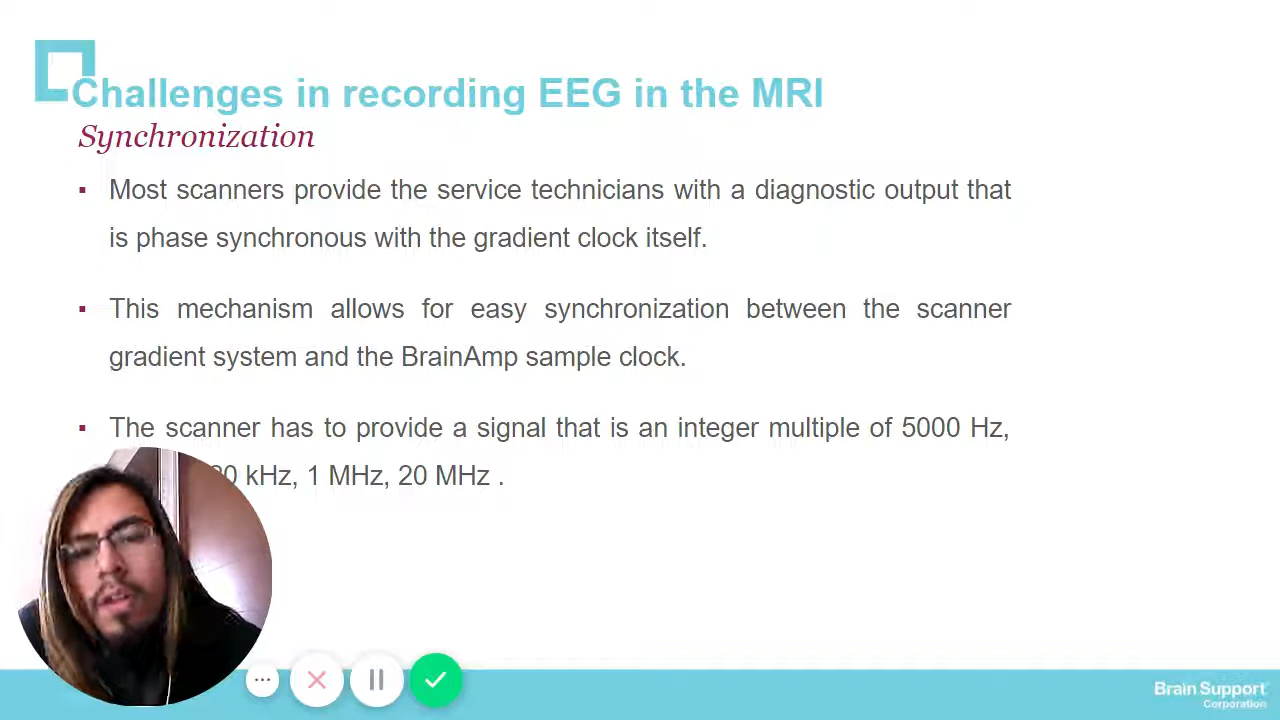 Challenges in recording EEG in the MRI
Synchronization
▪ Most scanners provide the service technicians with a diagnostic output that
is phase synchronous with the gradient clock itself.
▪ This mechanism allows for easy synchronization between the scanner
gradient system and the BrainAmp sample clock.
▪ The scanner has to provide a signal that is an integer multiple of 5000 Hz,
kHz, 1 MHz, 20 MHz .
Brain Support
Corporation